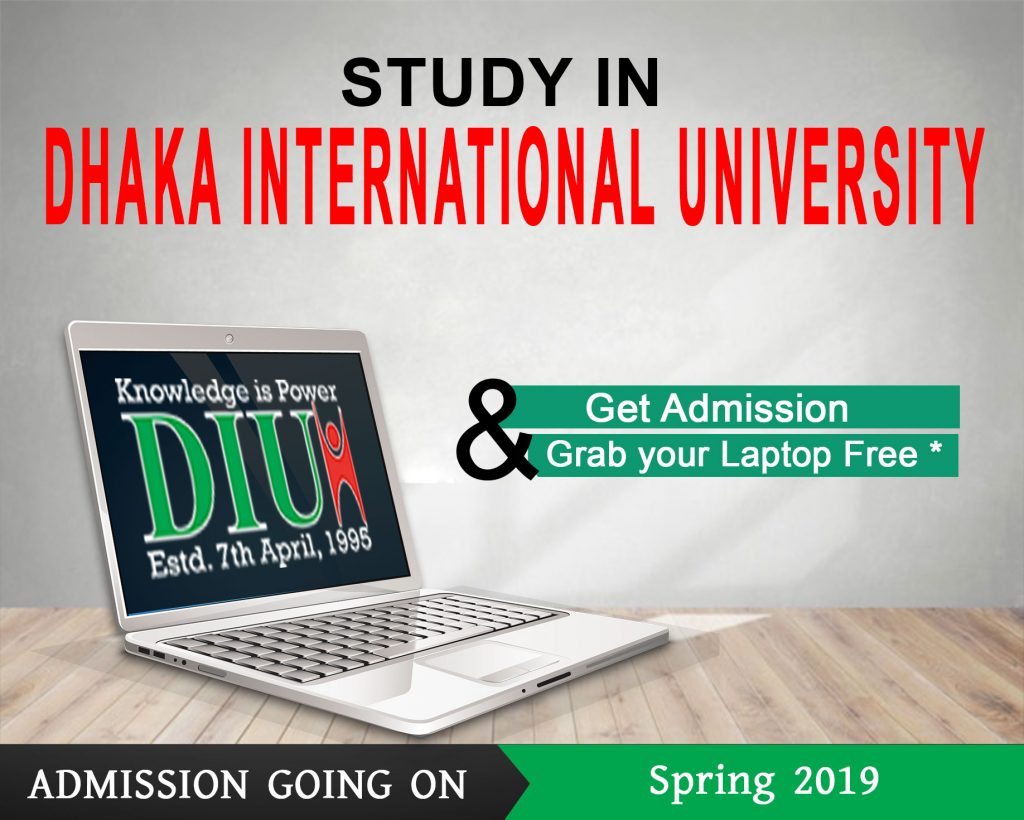 STUDY IN
DHAKA INTERNATIONAL UNIVERSITY
Knowledge is Power
DIU
Estd. 7th April, 1995
& Get Admission
Grab your Laptop Free *
ADMISSION GOING ON
Spring 2019